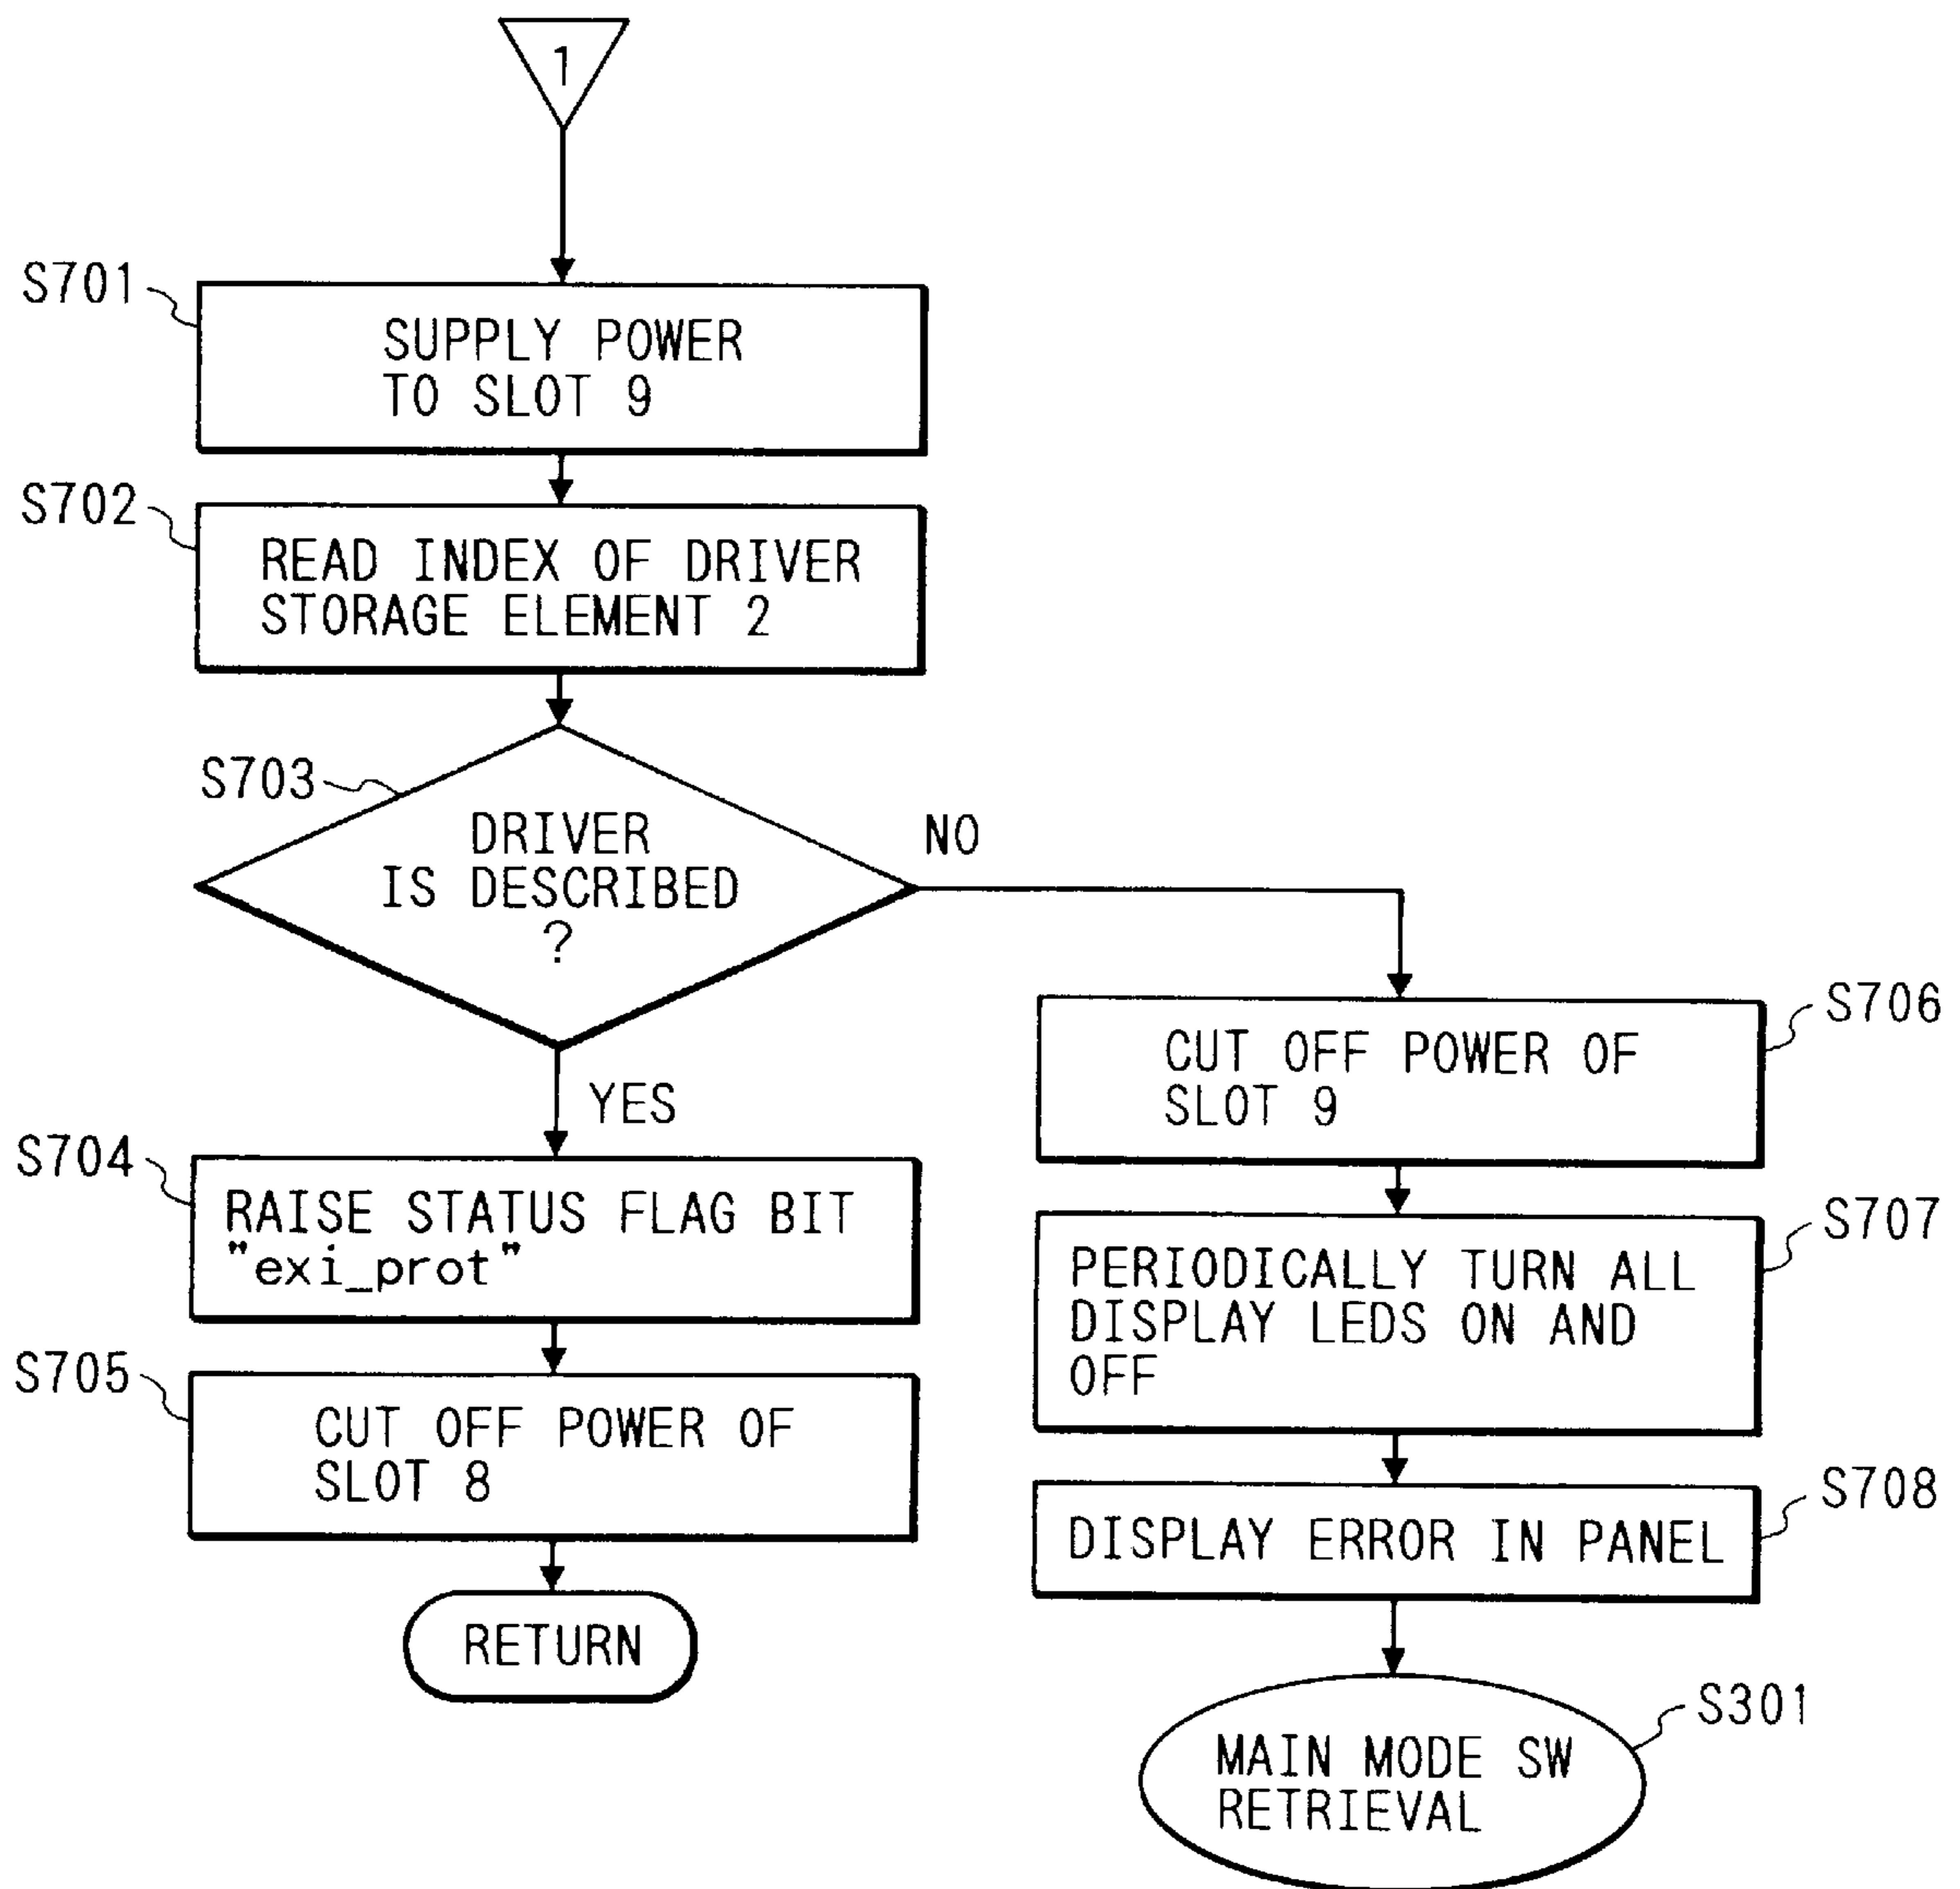 1
S701
SUPPLY POWER
TO SLOT 9
S702
READ INDEX OF DRIVER
STORAGE ELEMENT 2
S703
DRIVER
IS DESCRIBED
?
NO
YES
S704
RAISE STATUS FLAG BIT
"exi_prot"
S705
CUT OFF POWER OF
SLOT 8
RETURN
S706
CUT OFF POWER OF
SLOT 9
S707
PERIODICALLY TURN ALL
DISPLAY LEDS ON AND
OFF
S708
DISPLAY ERROR IN PANEL
S301
MAIN MODE SW
RETRIEVAL